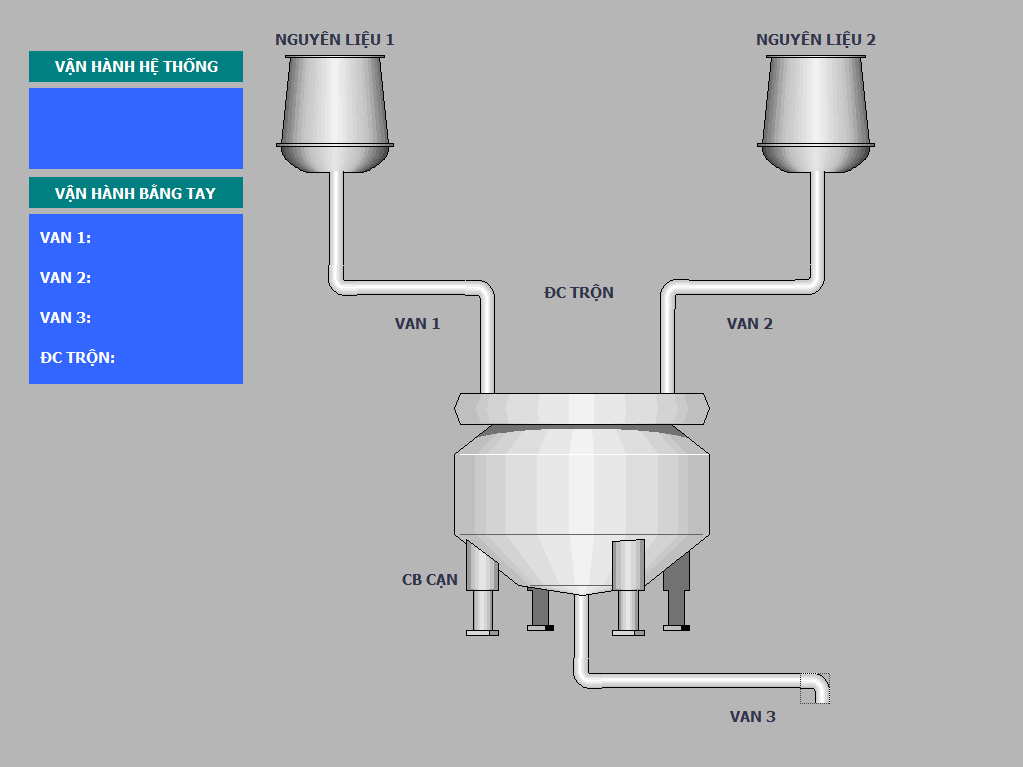 NGUYÊN LIỆU 1
NGUYÊN LIỆU 2
VẬN HÀNH HỆ THỐNG
VẬN HÀNH BẰNG TAY
VAN 1:
VAN 2:
VAN 3:
ĐC TRỘN:
ĐC TRỘN
VAN 1
VAN 2
CB CẠN
VAN 3